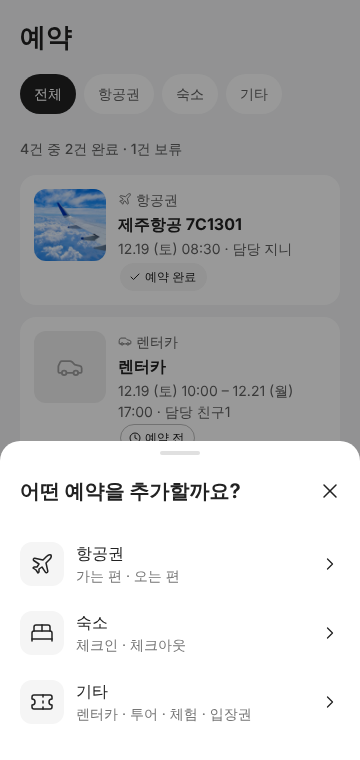 예약
전체
항공권
숙소
기타
4건 중 2건 완료 · 1건 보류
항공권
제주항공 7C1301
12.19 (토) 08:30 · 담당 지니
예약 완료
렌터카
렌터카
12.19 (토) 10:00 – 12.21 (월)
17:00 · 담당 친구1
예약 전
어떤 예약을 추가할까요?
항공권
가는 편 · 오는 편
숙소
체크인 · 체크아웃
기타
렌터카 · 투어 · 체험 · 입장권